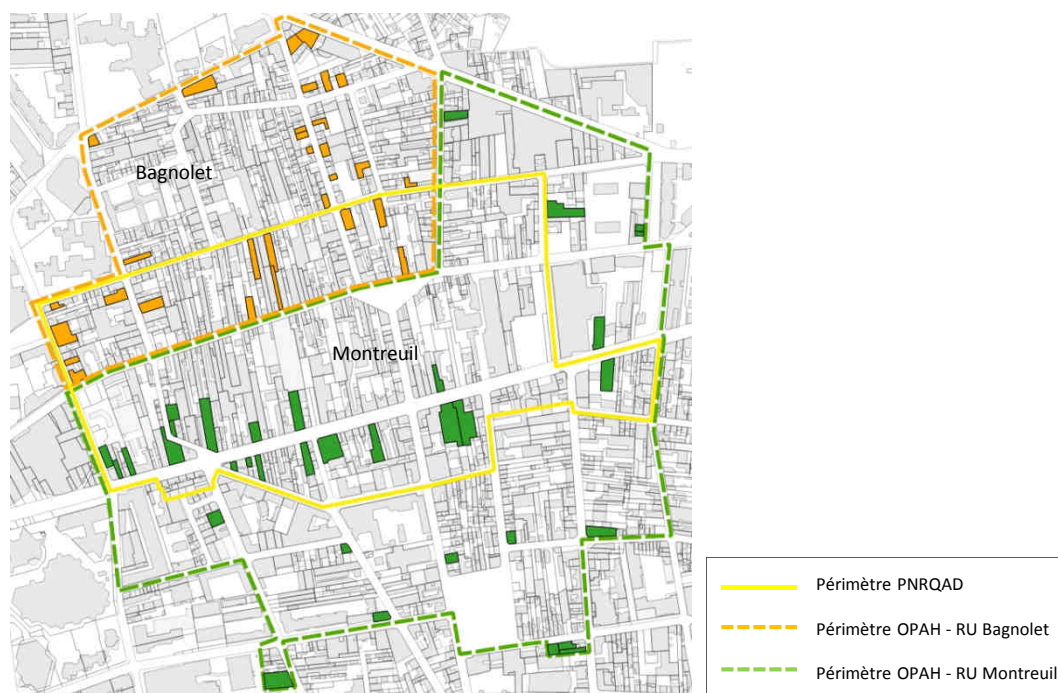 Bagnolet
Montreuil
Périmètre PNRQAD
Périmètre OPAH - RU Bagnolet
Périmètre OPAH - RU Montreuil